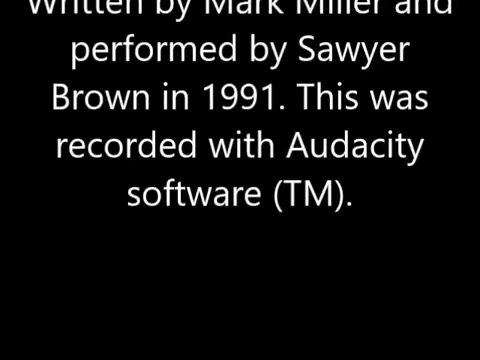 Written by Mark Miller and
performed by Sawyer
Brown in 1991. This was
recorded with Audacity
software (TM).